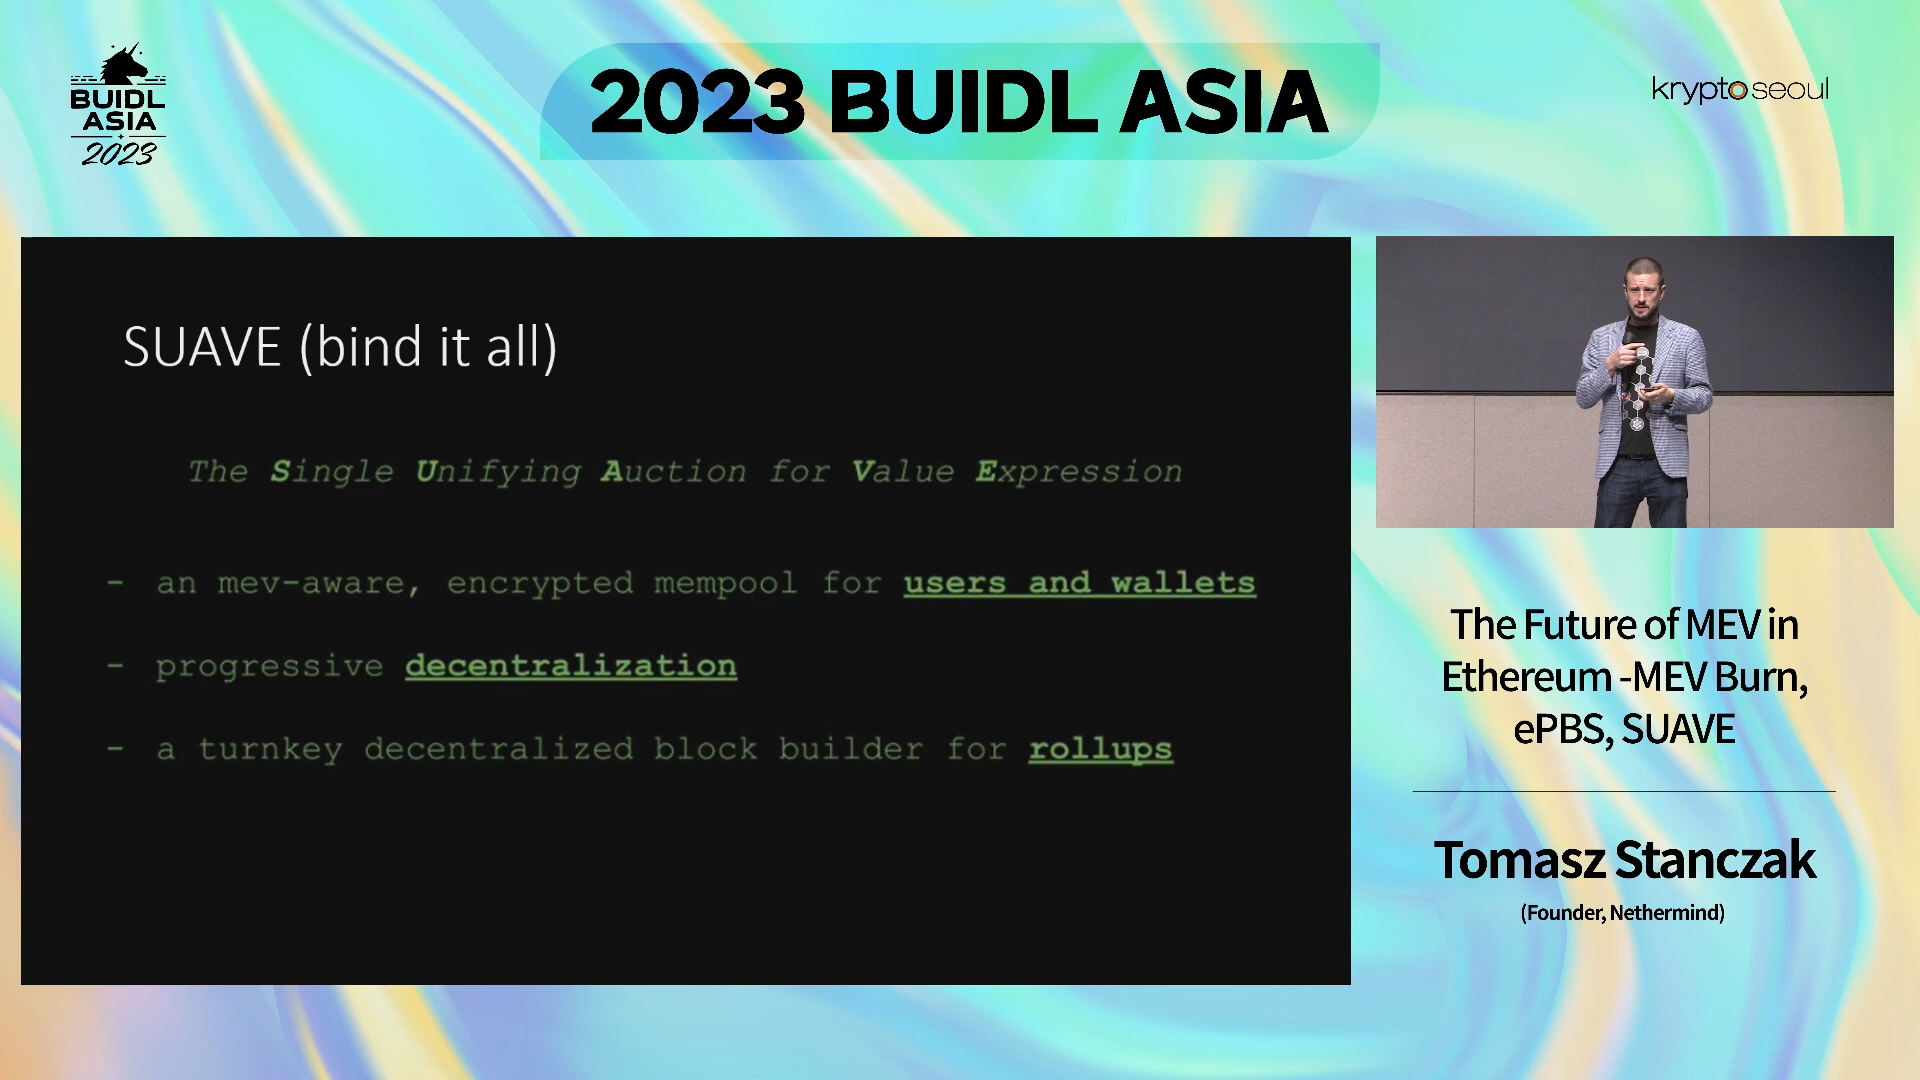 BUIDL
ASIA
2023
2023 BUIDL ASIA
kryptoseoul
SUAVE (bind it all)
The Single Unifying Auction for Value Expression
- an mev-aware, encrypted mempool for users and wallets
- progressive decentralization
- a turnkey decentralized block builder for rollups
The Future of MEV in
Ethereum -MEV Burn,
ePBS, SUAVE
Tomasz Stanczak
(Founder, Nethermind)